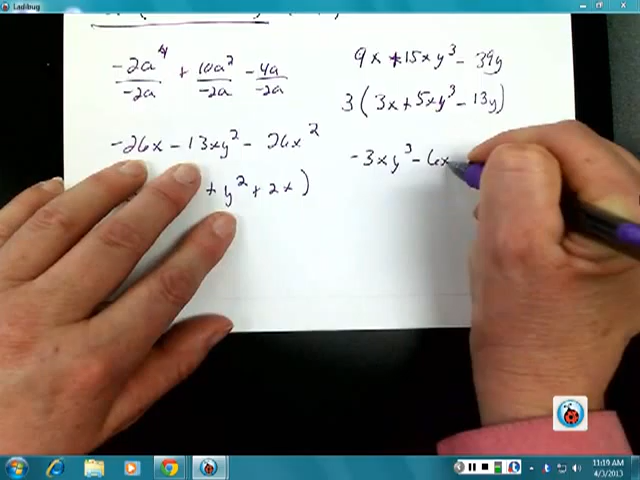 Ladibug
-2a⁴/-2a + 10a²/-2a - 4a/-2a
-26x - 13xy² - 26x²
+ y² + 2x)
9x + 15xy³ - 39y
3(3x + 5xy³ - 13y)
-3xy³ - 6x
11:19 AM
4/3/2013